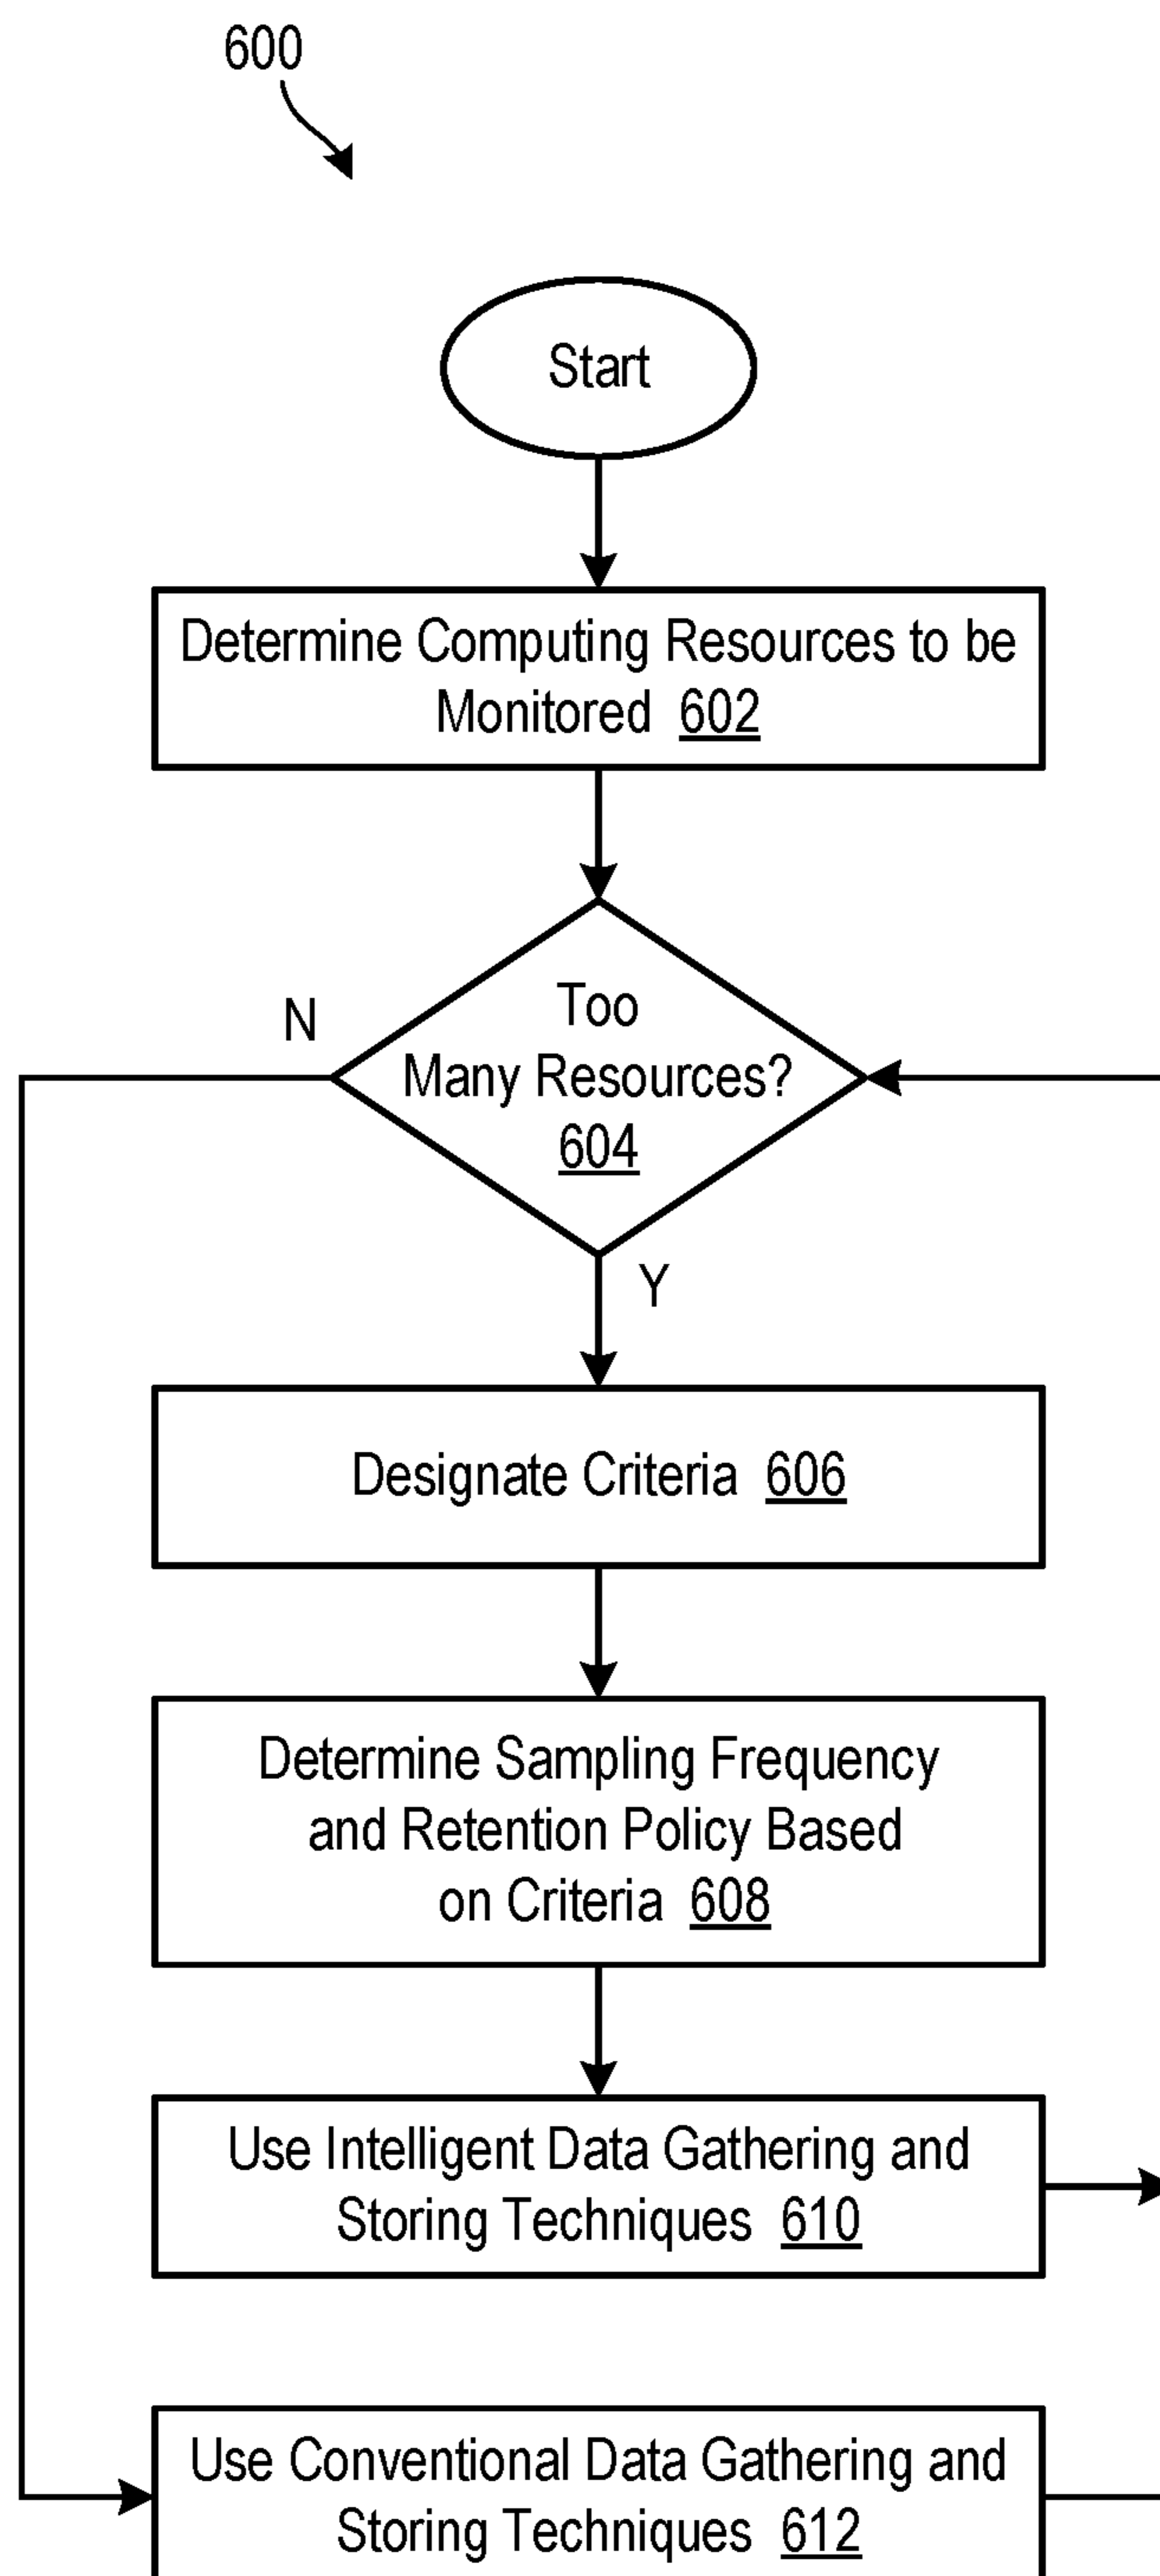 600
Start
Determine Computing Resources to be
Monitored 602
N
Too
Many Resources?
604
Y
Designate Criteria 606
Determine Sampling Frequency
and Retention Policy Based
on Criteria 608
Use Intelligent Data Gathering and
Storing Techniques 610
Use Conventional Data Gathering and
Storing Techniques 612